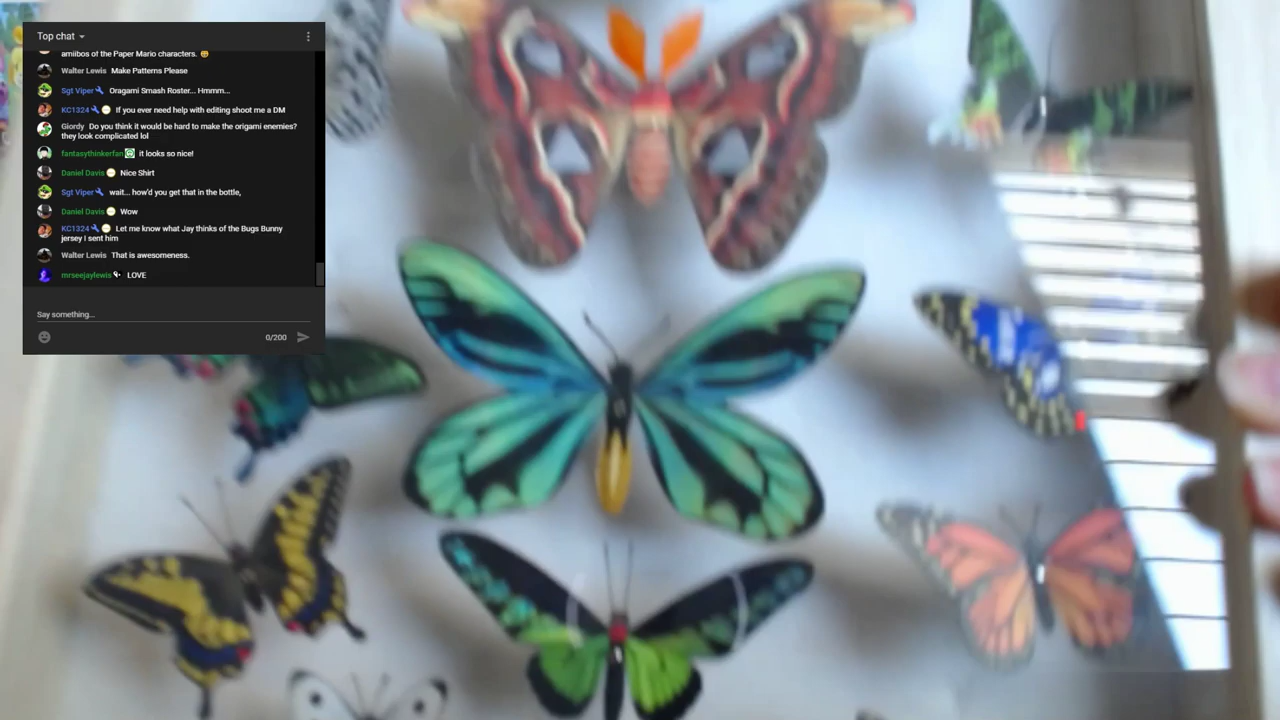 Top chat
amiibos of the Paper Mario characters.
Walter Lewis Make Patterns Please
Sgt Viper Oragami Smash Roster... Hmmm...
KC1324 If you ever need help with editing shoot me a DM
Giordy Do you think it would be hard to make the origami enemies?
they look complicated lol
fantasythinkerfan it looks so nice!
Daniel Davis Nice Shirt
Sgt Viper wait... how'd you get that in the bottle,
Daniel Davis Wow
KC1324 Let me know what Jay thinks of the Bugs Bunny
jersey I sent him
Walter Lewis That is awesomeness.
mrseejaylewis LOVE
Say something...
0/200